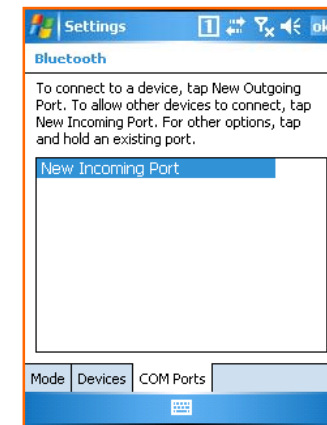 Settings 1 ok
Bluetooth
To connect to a device, tap New Outgoing
Port. To allow other devices to connect, tap
New Incoming Port. For other options, tap
and hold an existing port.
New Incoming Port
Mode Devices COM Ports